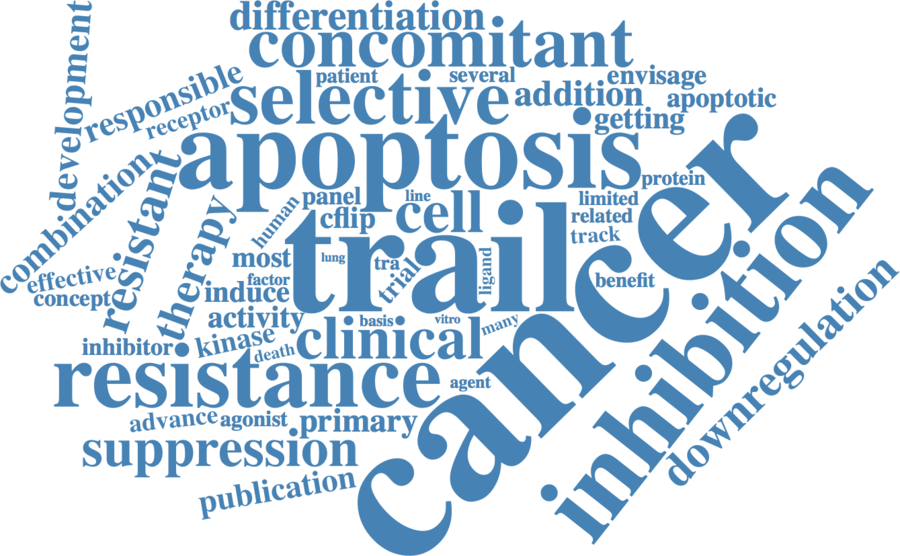 differentiation
concomitant
development
responsible
patient
several
envisage
selective
addition
apoptotic
receptor
getting
apoptosis
combination
resistant
protein
cancer
panel
line
limited
human
cflip
cell
related
therapy
trail
track
inhibition
most
lung
tra
trial
ligand
effective
factor
benefit
concept
induce
activity
basis
vitro
many
downregulation
inhibitor
kinase
death
clinical
resistance
agent
advance
agonist
primary
suppression
publication